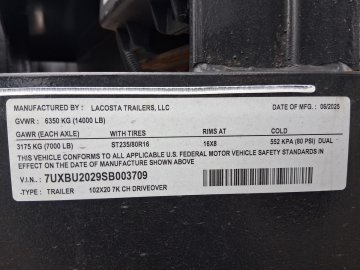 MANUFACTURED BY: LACOSTA TRAILERS, LLC DATE OF MFG.: 06/2025
GVWR: 6350 KG (14000 LB)
GAWR (EACH AXLE) WITH TIRES RIMS AT COLD
3175 KG (7000 LB) ST235/80R16 16X8 552 KPA (80 PSI) DUAL
THIS VEHICLE CONFORMS TO ALL APPLICABLE U.S. FEDERAL MOTOR VEHICLE SAFETY STANDARDS IN
EFFECT ON THE DATE OF MANUFACTURE SHOWN ABOVE.
V.I.N.: 7UXBU2029SB003709
TYPE: TRAILER 102X20 7K CH DRIVEOVER